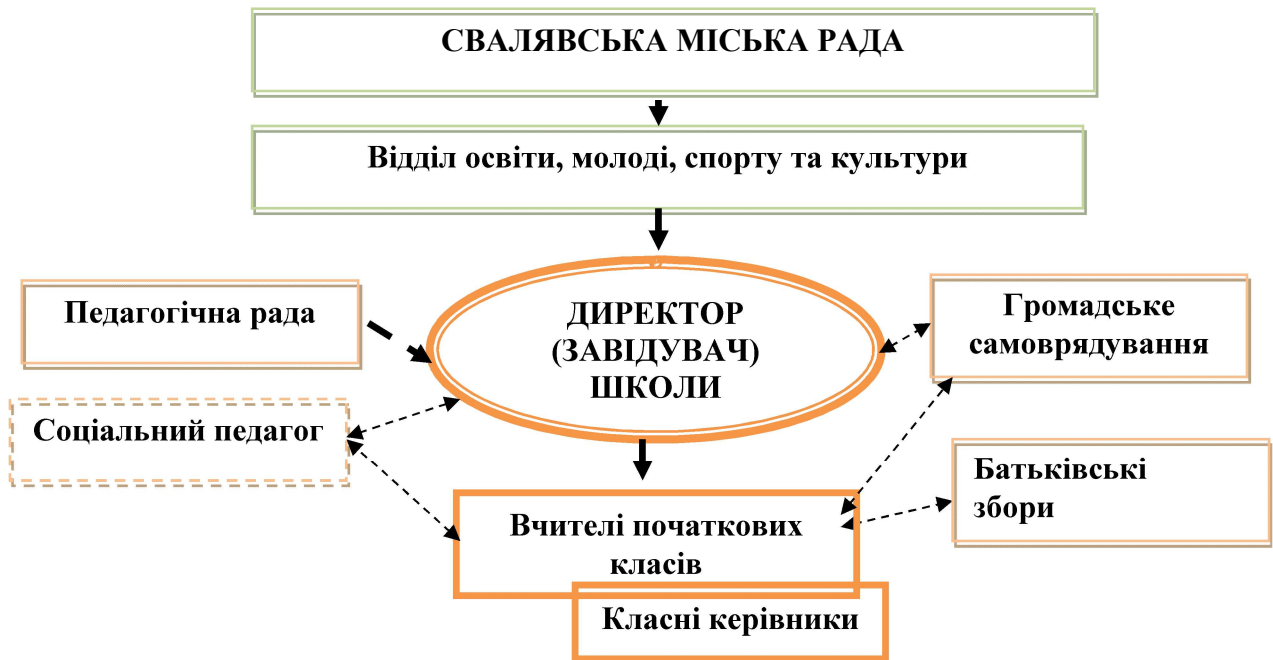 СВАЛЯВСЬКА МІСЬКА РАДА
Відділ освіти, молоді, спорту та культури
Педагогічна рада
ДИРЕКТОР
(ЗАВІДУВАЧ)
ШКОЛИ
Громадське
самоврядування
Соціальний педагог
Батьківські
збори
Вчителі початкових
класів
Класні керівники